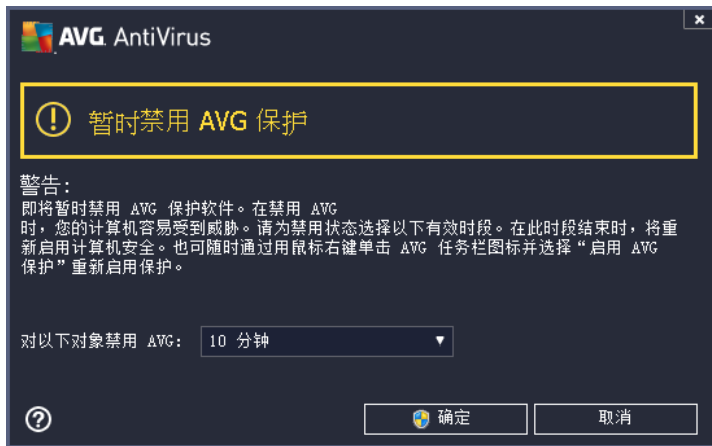 AVG. AntiVirus
暂时禁用 AVG 保护
警告:
即将暂时禁用 AVG 保护软件。在禁用 AVG
时，您的计算机容易受到威胁。请为禁用状态选择以下有效时段。在此时段结束时，将重
新启用计算机安全。也可随时通过用鼠标右键单击 AVG 任务栏图标并选择“启用 AVG
保护”重新启用保护。
对以下对象禁用 AVG: 10 分钟
确定 取消